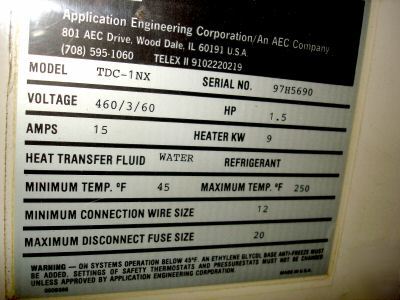 Application Engineering Corporation/An AEC Company
801 AEC Drive, Wood Dale, IL 60191 U.S.A.
(708) 595-1060 TELEX II 9102220219
MODEL TDC-1NX SERIAL NO. 97H5690
VOLTAGE 460/3/60 HP 1.5
AMPS 15 HEATER KW 9
HEAT TRANSFER FLUID WATER REFRIGERANT
MINIMUM TEMP. °F 45 MAXIMUM TEMP. °F 250
MINIMUM CONNECTION WIRE SIZE 12
MAXIMUM DISCONNECT FUSE SIZE 20
WARNING — ON SYSTEMS OPERATION BELOW 45°F. AN ETHYLENE GLYCOL BASE ANTI-FREEZE MUST
BE ADDED. SETTINGS OF SAFETY THERMOSTATS AND PRESSURESTATS MUST NOT BE CHANGED
UNLESS APPROVED BY APPLICATION ENGINEERING CORPORATION.
MADE IN U.S.A.